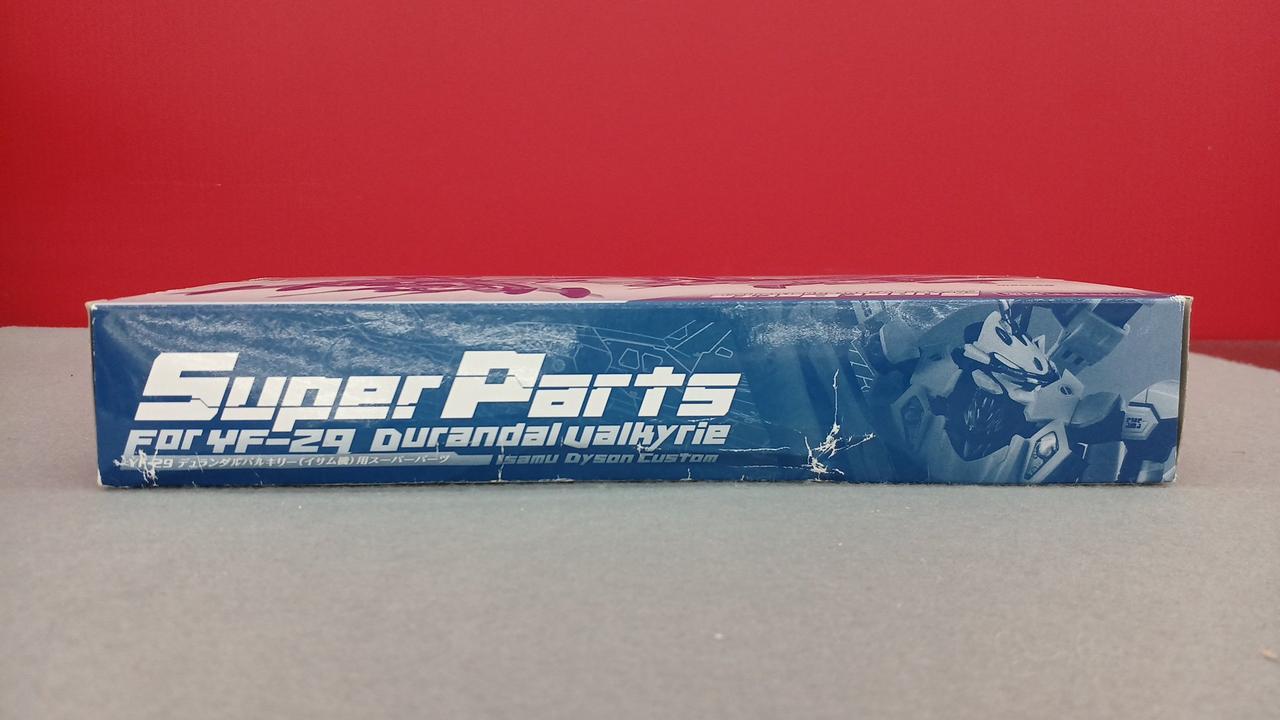 Super Parts
For YF-29 Durandal Valkyrie
YF-29 デュランダルバルキリー(イサム機)用スーパーパーツ
Isamu Dyson Custom